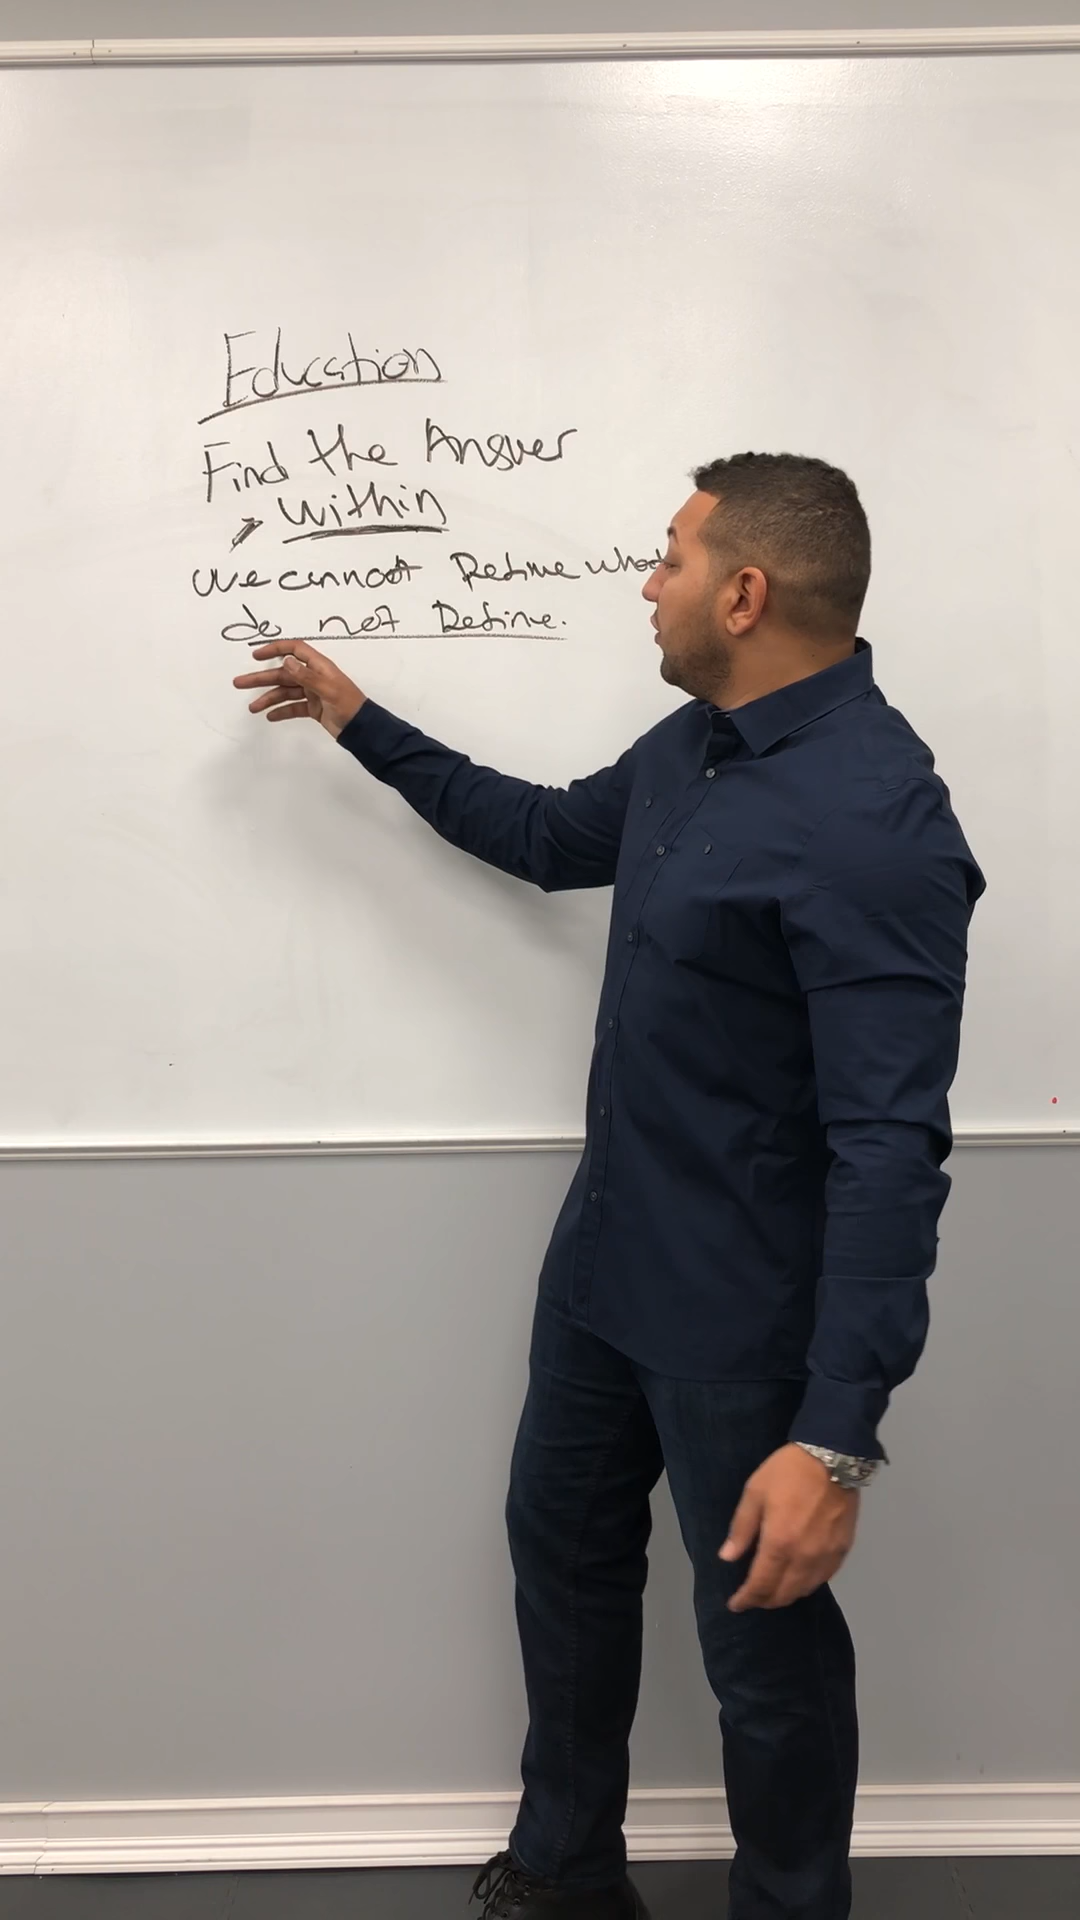 Education
Find the Answer
Within
we cannot Define what
do not Define.